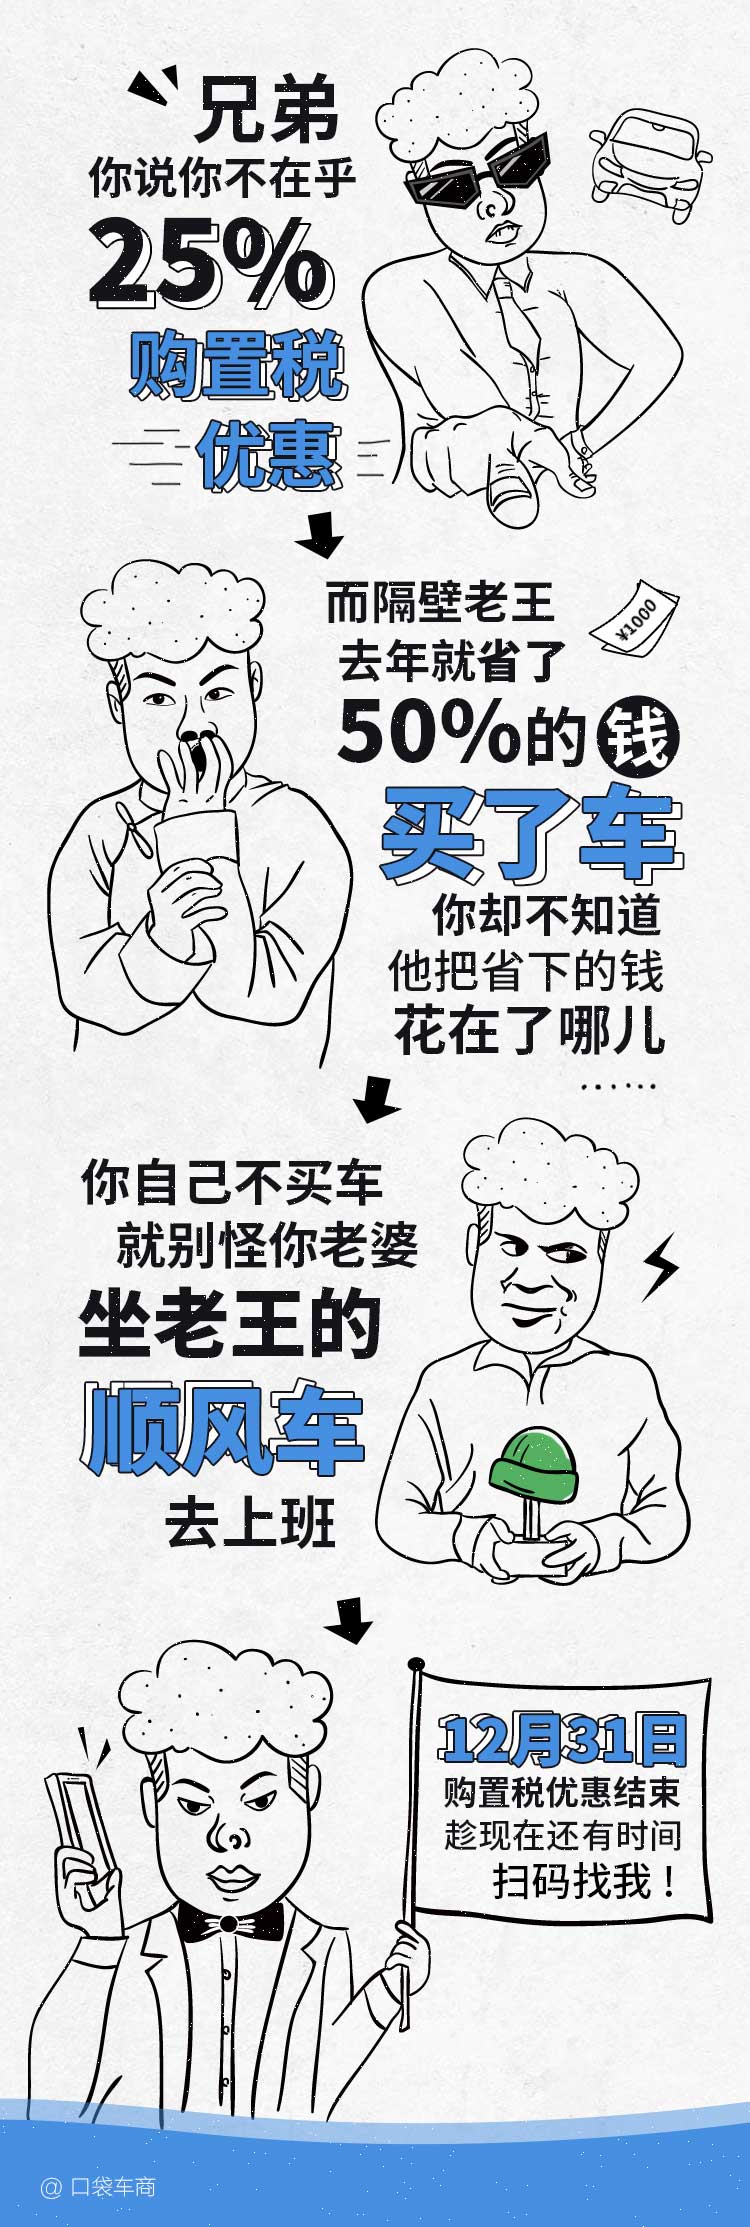 兄弟
你说你不在乎
25%
购置税
优惠
而隔壁老王
去年就省了
50%的钱
买了车
你却不知道
他把省下的钱
花在了哪儿
······
你自己不买车
就别怪你老婆
坐老王的
顺风车
去上班
12月31日
购置税优惠结束
趁现在还有时间
扫码找我！
¥1000
@ 口袋车商